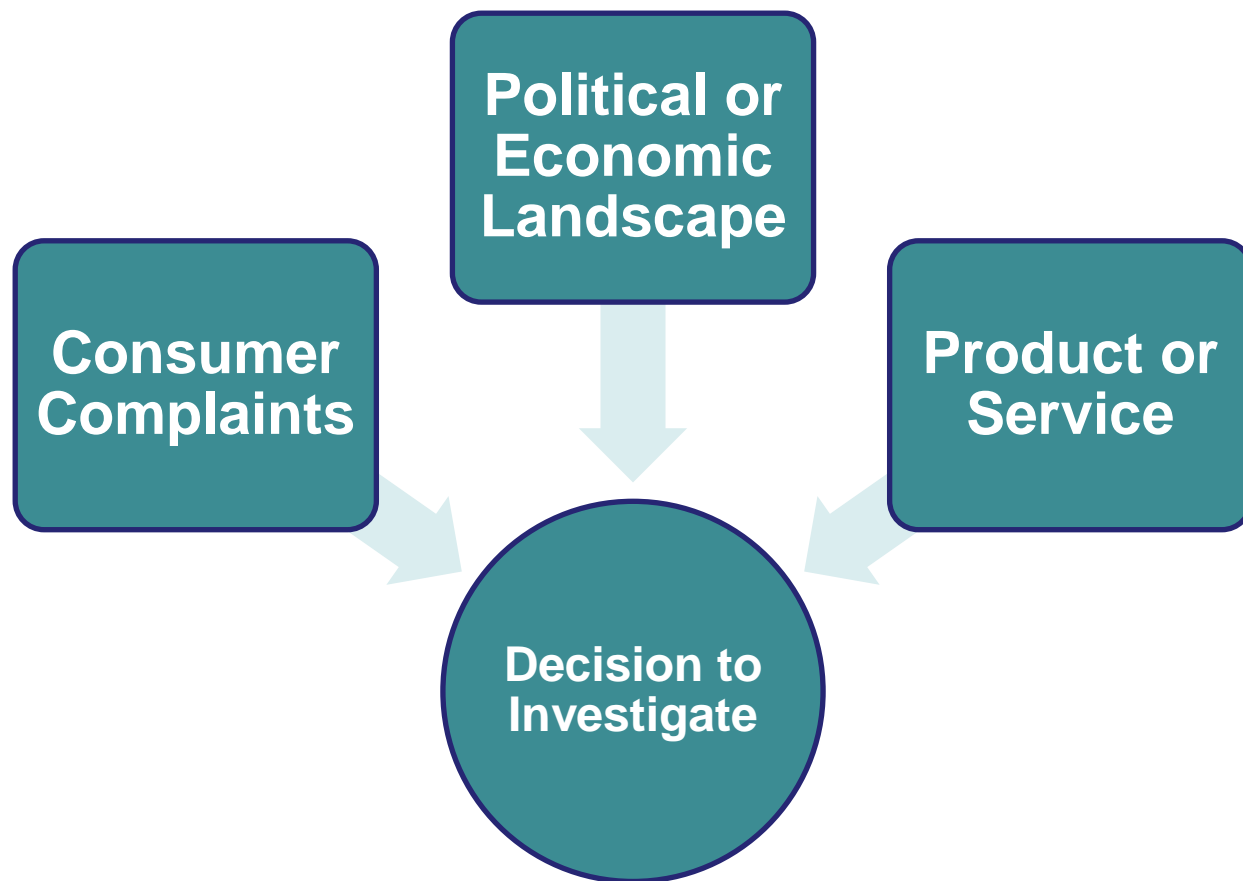 Political or
Economic
Landscape
Consumer
Complaints
Product or
Service
Decision to
Investigate